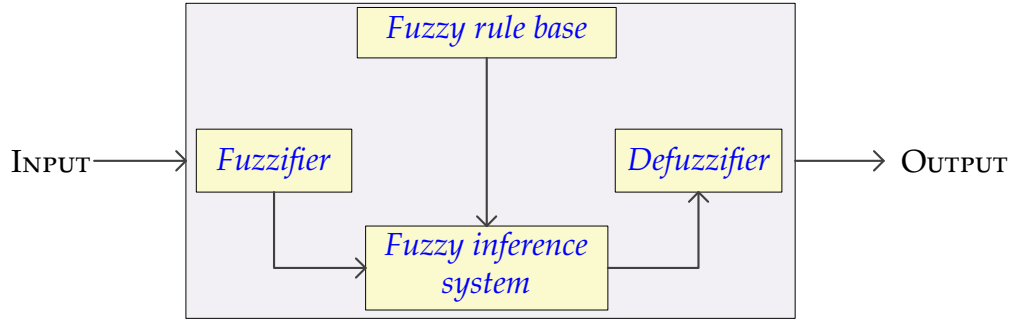 Fuzzy rule base
INPUT
Fuzzifier
Defuzzifier
OUTPUT
Fuzzy inference
system